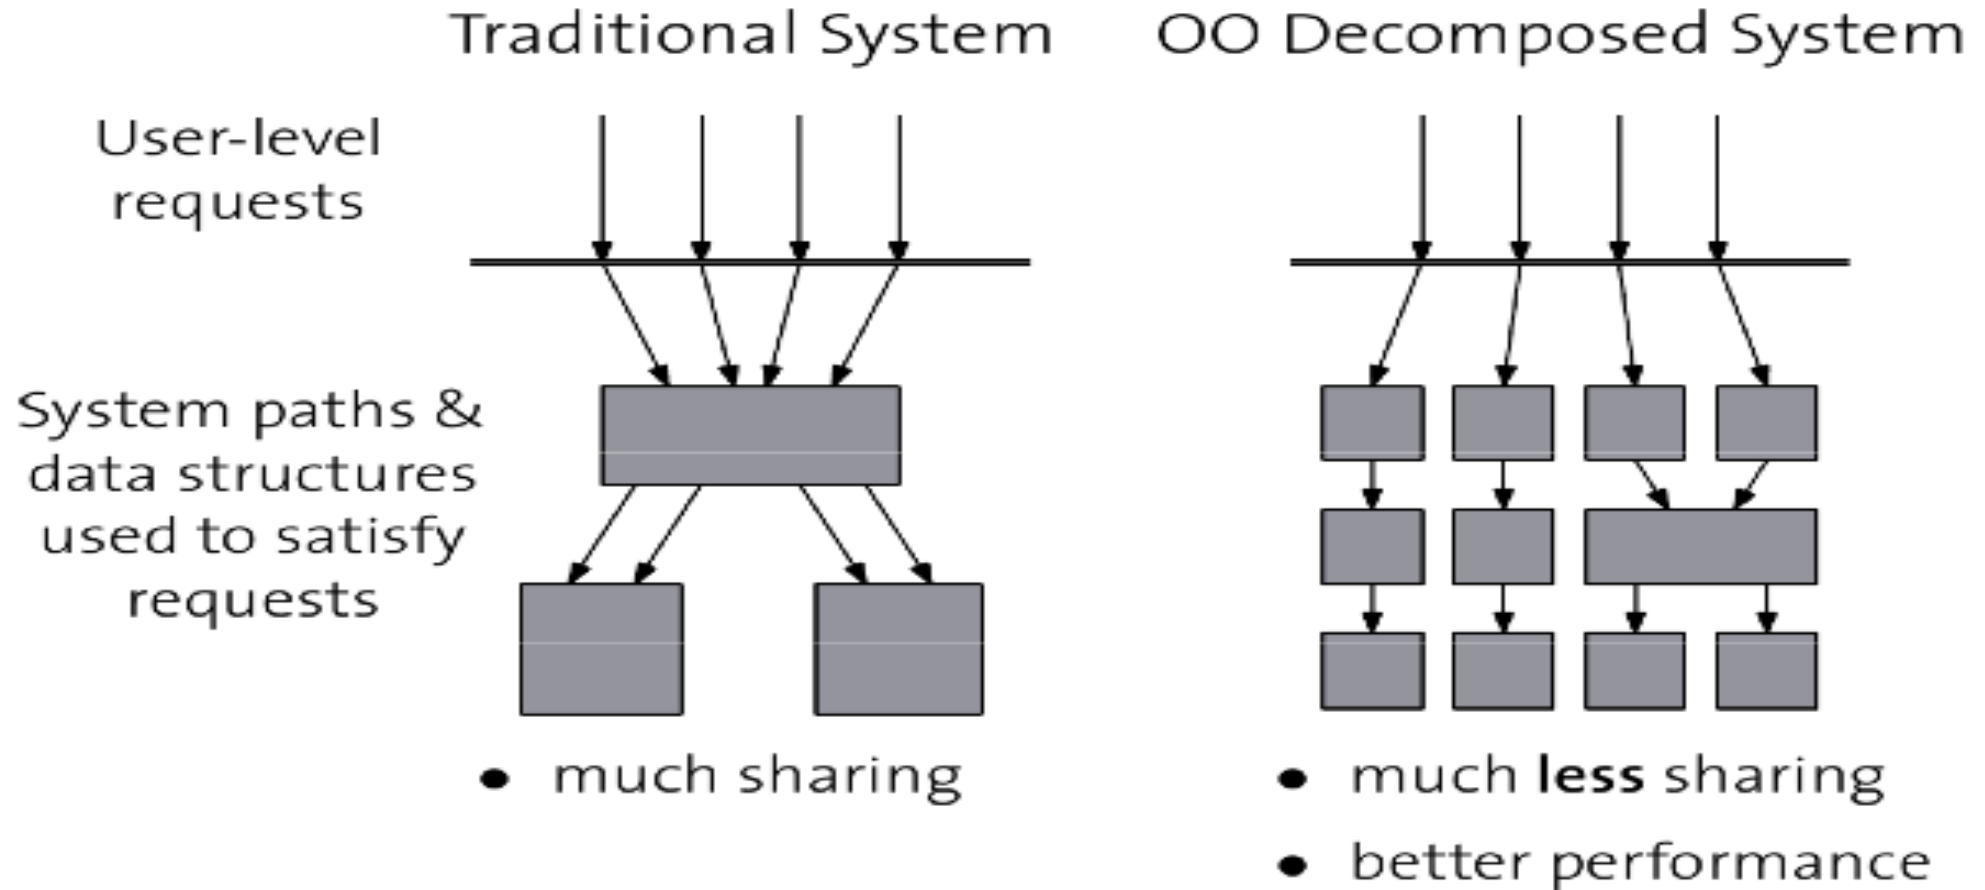 Traditional System
OO Decomposed System
User-level
requests
System paths &
data structures
used to satisfy
requests
• much sharing
• much less sharing
• better performance